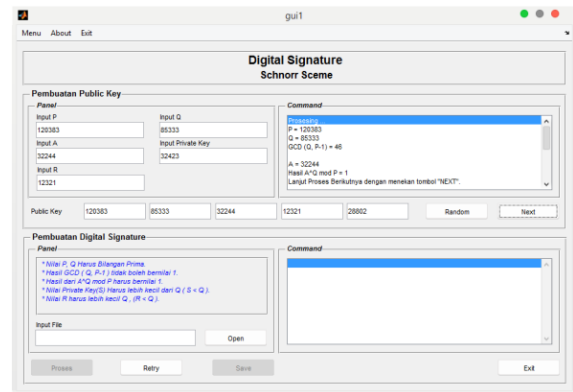 gui1
Menu About Exit
Digital Signature
Schnorr Sceme
Pembuatan Public Key
Panel
Input P
Input Q
120383
85333
Input A
Input Private Key
32244
32423
Input R
12321
Command
Prosesing ...
P = 120383
Q = 85333
GCD (Q, P-1) = 46
A = 32244
Hasil A^Q mod P = 1
Lanjut Proses Berikutnya dengan menekan tombol "NEXT".
Public Key
120383
85333
32244
12321
28802
Random
Next
Pembuatan Digital Signature
Panel
* Nilai P, Q Harus Bilangan Prima.
* Hasil GCD ( Q, P-1 ) tidak boleh bernilai 1.
* Hasil dari A^Q mod P harus bernilai 1.
* Nilai Private Key(S) Harus lebih kecil dari Q ( S < Q ).
* Nilai R harus lebih kecil Q , (R < Q ).
Input File
Open
Command
Proses
Retry
Save
Exit